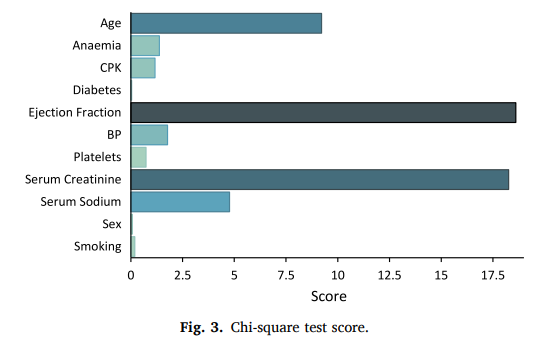 Age
Anaemia
CPK
Diabetes
Ejection Fraction
BP
Platelets
Serum Creatinine
Serum Sodium
Sex
Smoking
0 2.5 5 7.5 10 12.5 15 17.5
Score
Fig. 3. Chi-square test score.